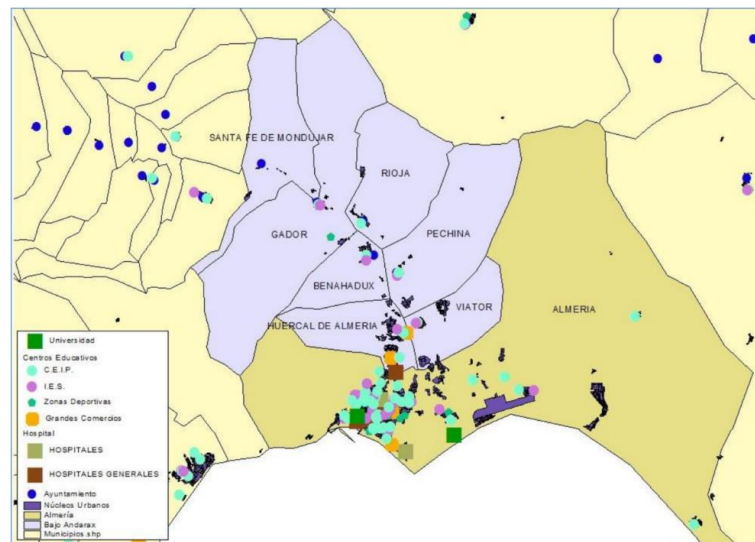 SANTA FE DE MONDUJAR
RIOJA
GADOR
PECHINA
BENAHADUX
VIATOR
ALMERIA
HUERCAL DE ALMERIA
Universidad
Centros Educativos
C.E.I.P.
I.E.S.
Zonas Deportivas
Grandes Comercios
Hospital
HOSPITALES
HOSPITALES GENERALES
Ayuntamiento
Núcleos Urbanos
Almería
Bajo Andarax
Municipios.shp